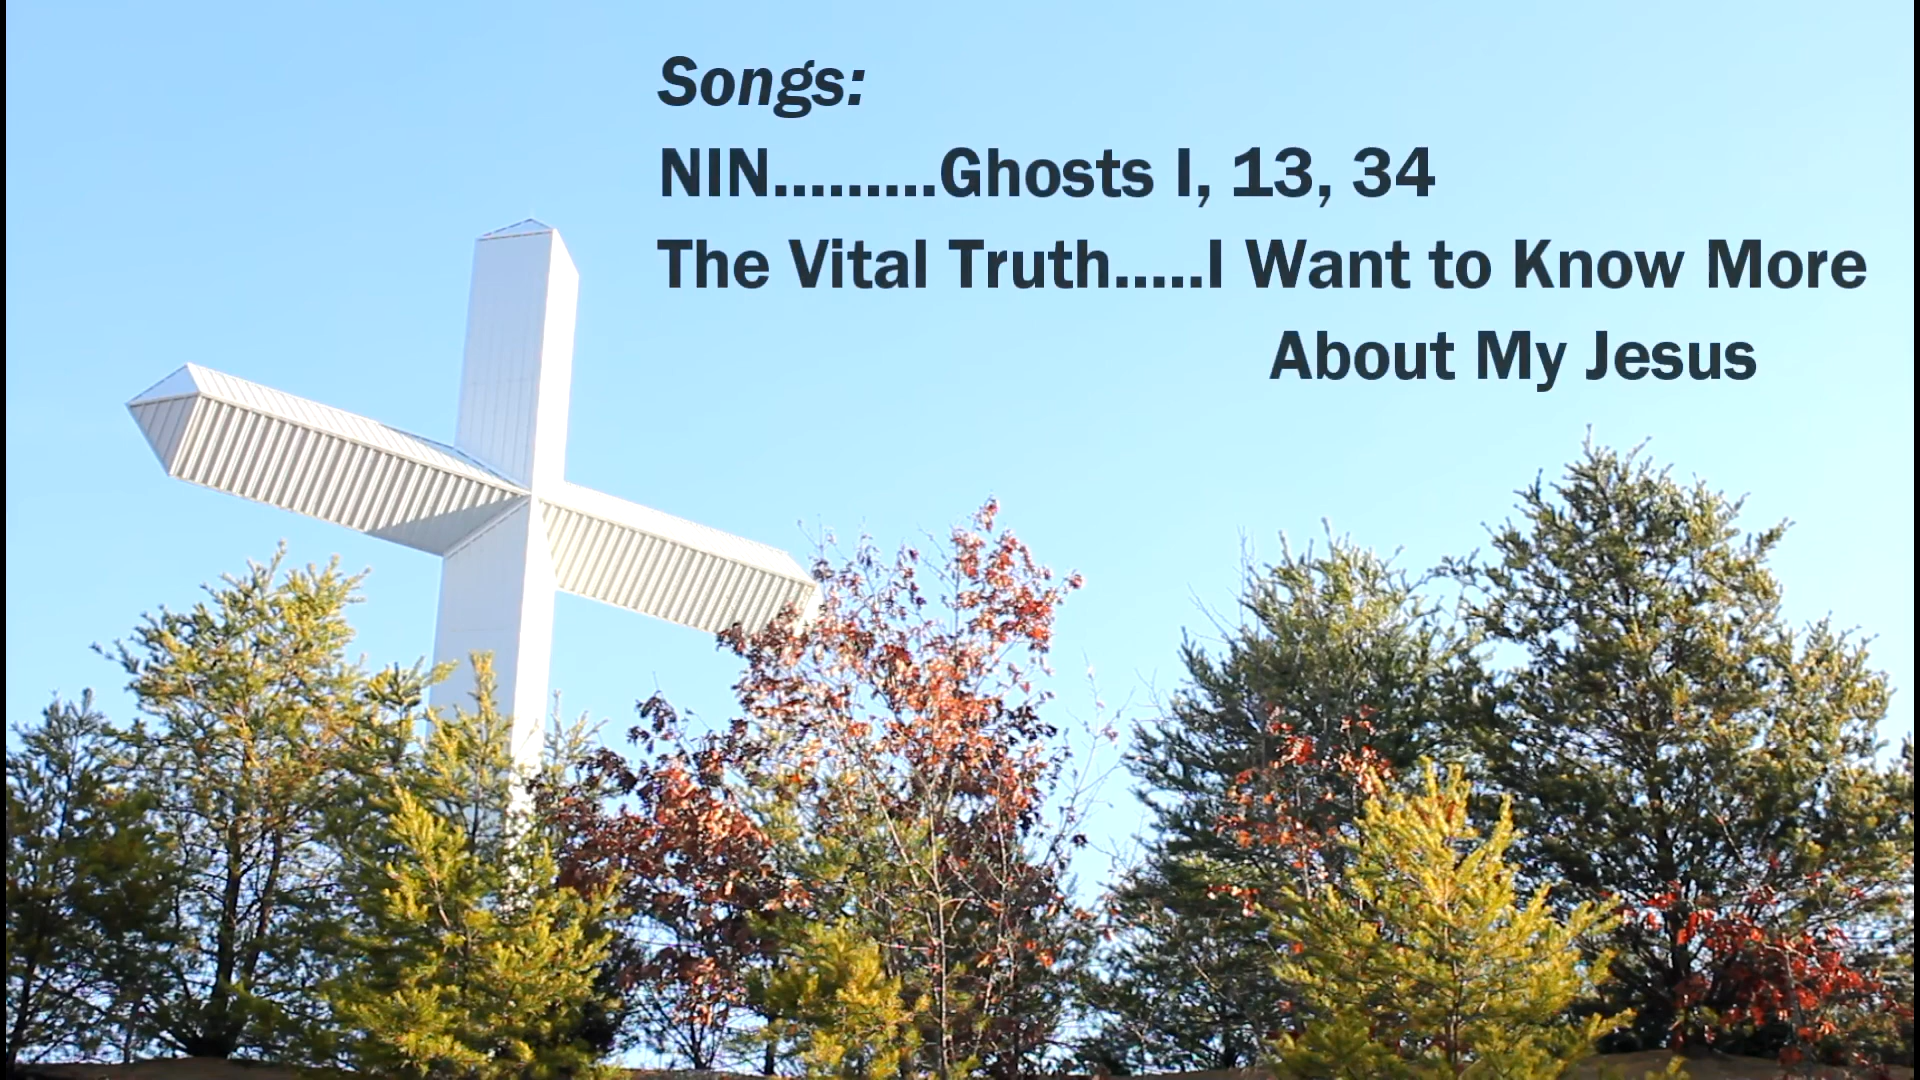 Songs:
NIN.........Ghosts I, 13, 34
The Vital Truth.....I Want to Know More
About My Jesus